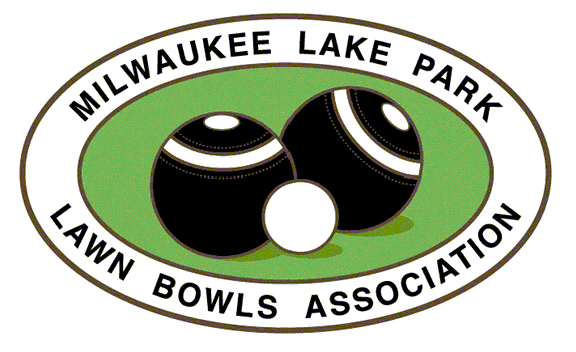 MILWAUKEE LAKE PARK
LAWN BOWLS ASSOCIATION